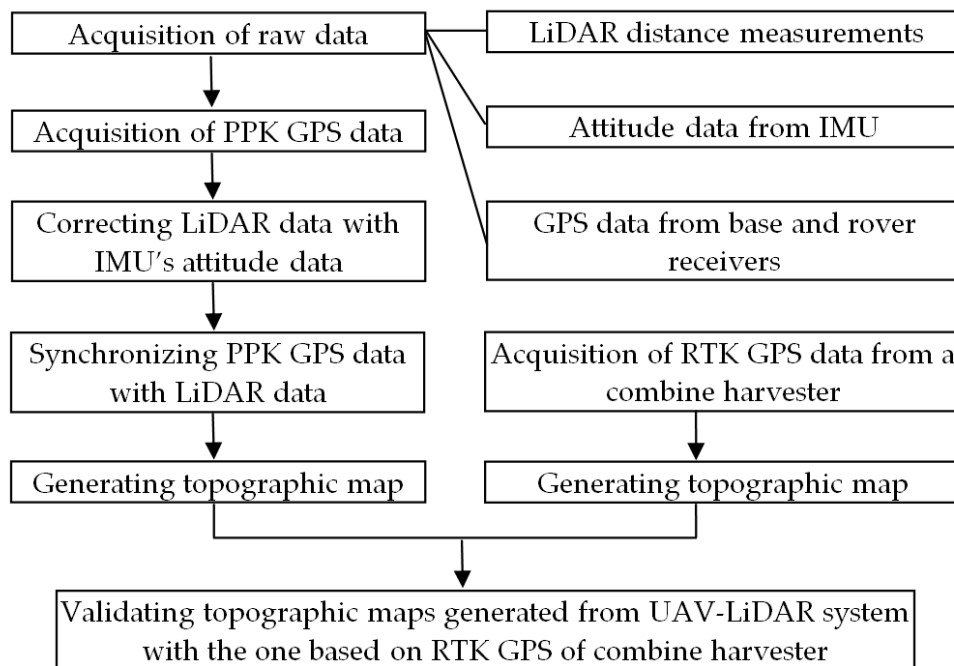 Acquisition of raw data
LiDAR distance measurements
Acquisition of PPK GPS data
Attitude data from IMU
Correcting LiDAR data with
IMU's attitude data
GPS data from base and rover
receivers
Synchronizing PPK GPS data
with LiDAR data
Acquisition of RTK GPS data from a
combine harvester
Generating topographic map
Generating topographic map
Validating topographic maps generated from UAV-LiDAR system
with the one based on RTK GPS of combine harvester